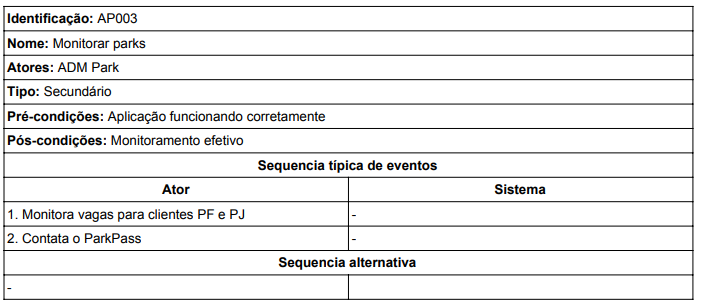 Identificação: AP003
Nome: Monitorar parks
Atores: ADM Park
Tipo: Secundário
Pré-condições: Aplicação funcionando corretamente
Pós-condições: Monitoramento efetivo
Sequencia típica de eventos
Ator Sistema
1. Monitora vagas para clientes PF e PJ -
2. Contata o ParkPass -
Sequencia alternativa
-